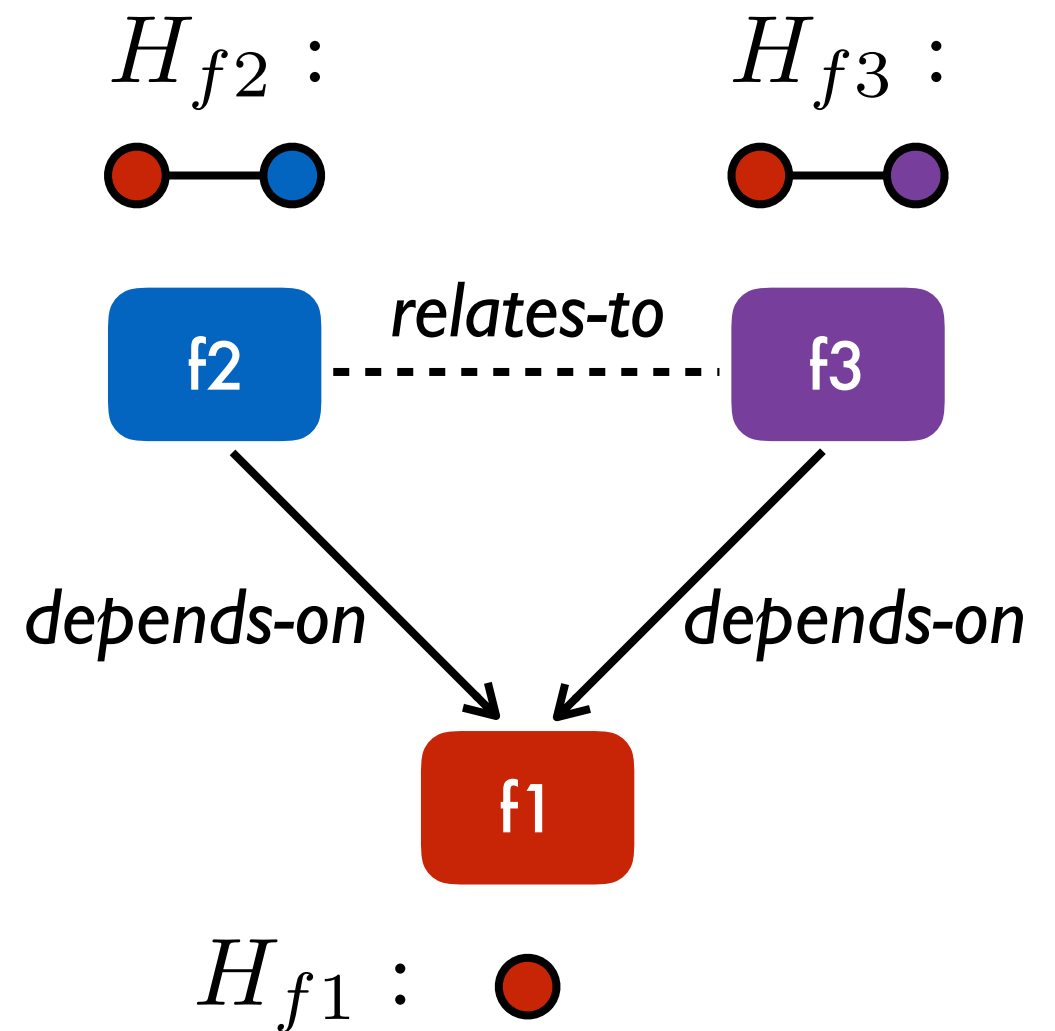 H_{f2} :
H_{f3} :
relates-to
f2
f3
depends-on
depends-on
f1
H_{f1} :